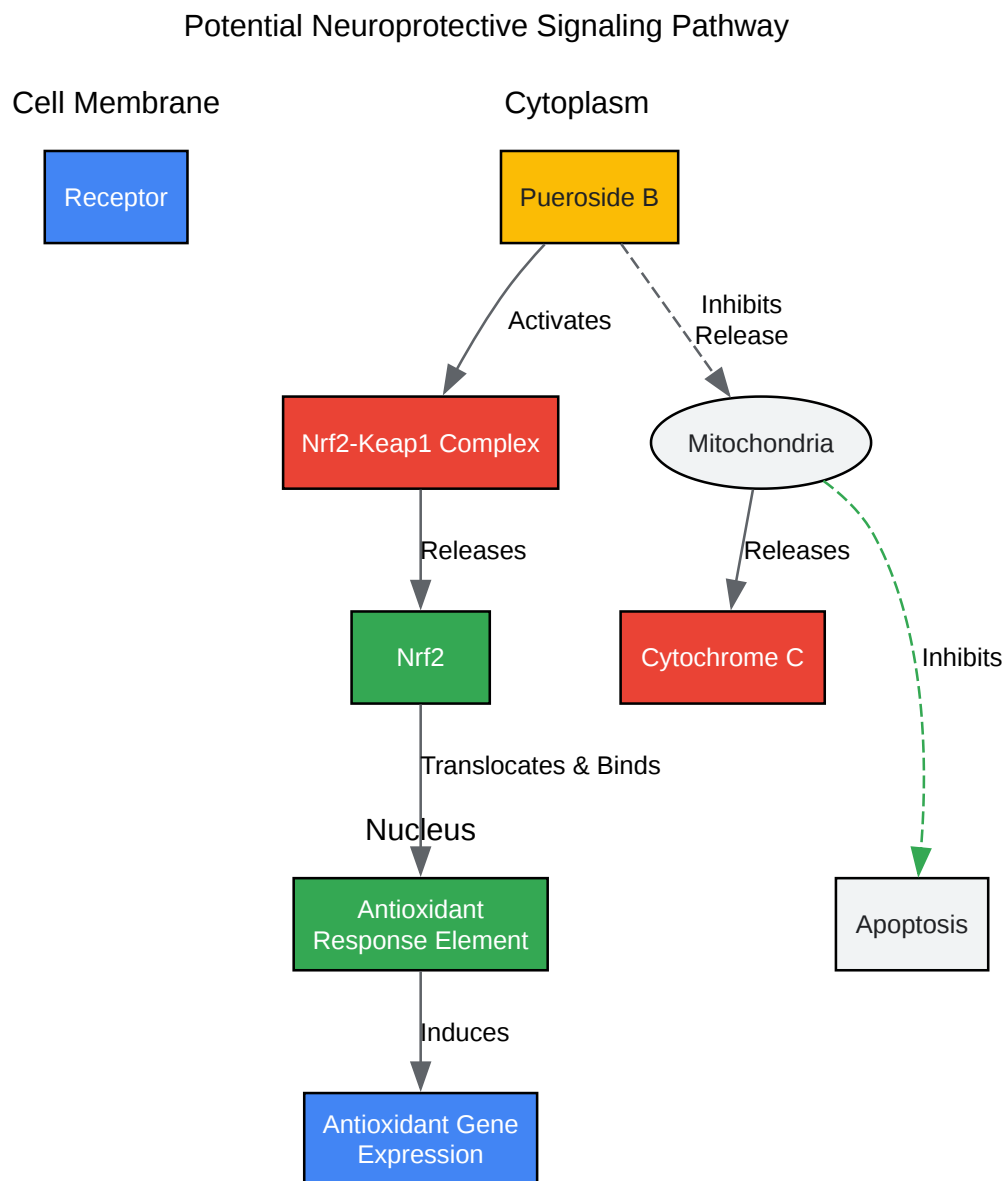 Potential Neuroprotective Signaling Pathway
Cell Membrane
Cytoplasm
Receptor
Pueroside B
Activates
Inhibits
Release
Nrf2-Keap1 Complex
Mitochondria
Releases
Releases
Nrf2
Cytochrome C
Inhibits
Translocates & Binds
Nucleus
Antioxidant
Response Element
Apoptosis
Induces
Antioxidant Gene
Expression